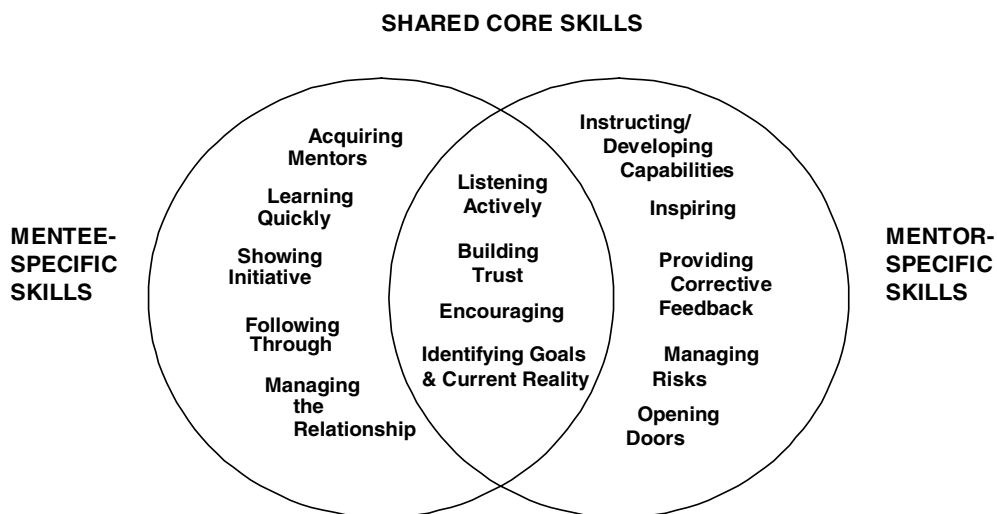 SHARED CORE SKILLS
MENTEE-
SPECIFIC
SKILLS
Acquiring
Mentors
Learning
Quickly
Showing
Initiative
Following
Through
Managing
the
Relationship
Listening
Actively
Building
Trust
Encouraging
Identifying Goals
& Current Reality
Instructing/
Developing
Capabilities
Inspiring
Providing
Corrective
Feedback
Managing
Risks
Opening
Doors
MENTOR-
SPECIFIC
SKILLS